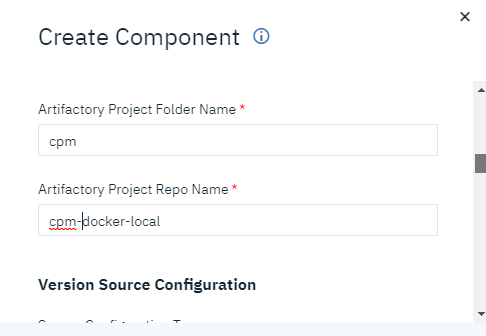 Create Component
Artifactory Project Folder Name *
cpm
Artifactory Project Repo Name *
cpm-docker-local
Version Source Configuration